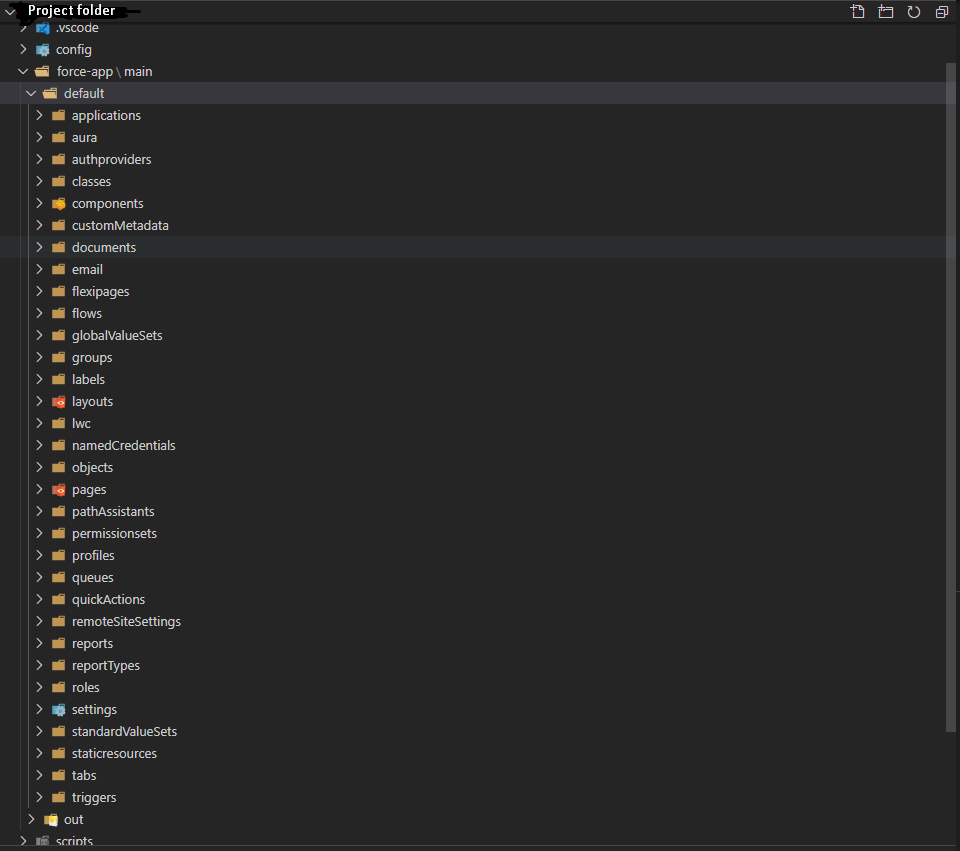 Project folder
.vscode
config
force-app \ main
default
applications
aura
authproviders
classes
components
customMetadata
documents
email
flexipages
flows
globalValueSets
groups
labels
layouts
lwc
namedCredentials
objects
pages
pathAssistants
permissionsets
profiles
queues
quickActions
remoteSiteSettings
reports
reportTypes
roles
settings
standardValueSets
staticresources
tabs
triggers
out
scripts